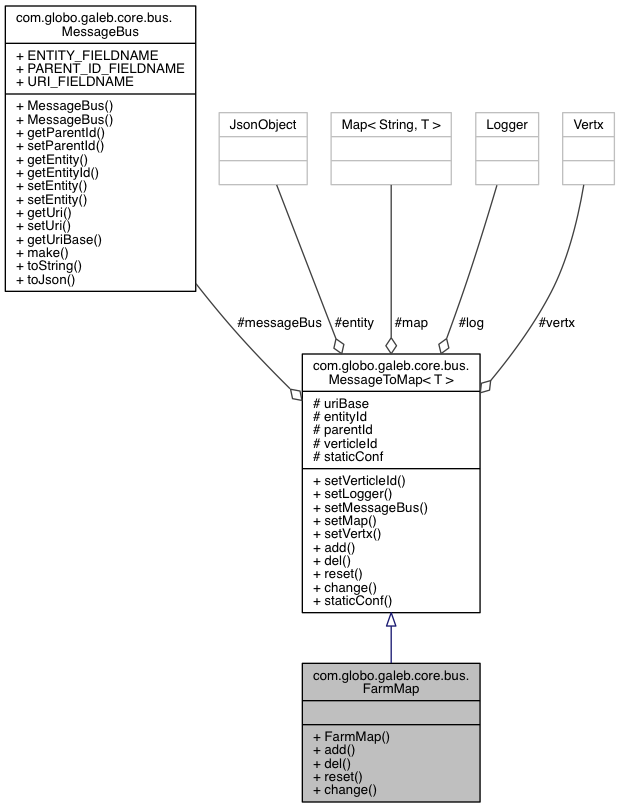 com.globo.galeb.core.bus.
MessageBus
+ ENTITY_FIELDNAME
+ PARENT_ID_FIELDNAME
+ URI_FIELDNAME
+ MessageBus()
+ MessageBus()
+ getParentId()
+ setParentId()
+ getEntity()
+ getEntityId()
+ setEntity()
+ setEntity()
+ getUri()
+ setUri()
+ getUriBase()
+ make()
+ toString()
+ toJson()
JsonObject
Map< String, T >
Logger
Vertx
#messageBus
#entity
#map
#log
#vertx
com.globo.galeb.core.bus.
MessageToMap< T >
# uriBase
# entityId
# parentId
# verticleId
# staticConf
+ setVerticleId()
+ setLogger()
+ setMessageBus()
+ setMap()
+ setVertx()
+ add()
+ del()
+ reset()
+ change()
+ staticConf()
com.globo.galeb.core.bus.
FarmMap
+ FarmMap()
+ add()
+ del()
+ reset()
+ change()